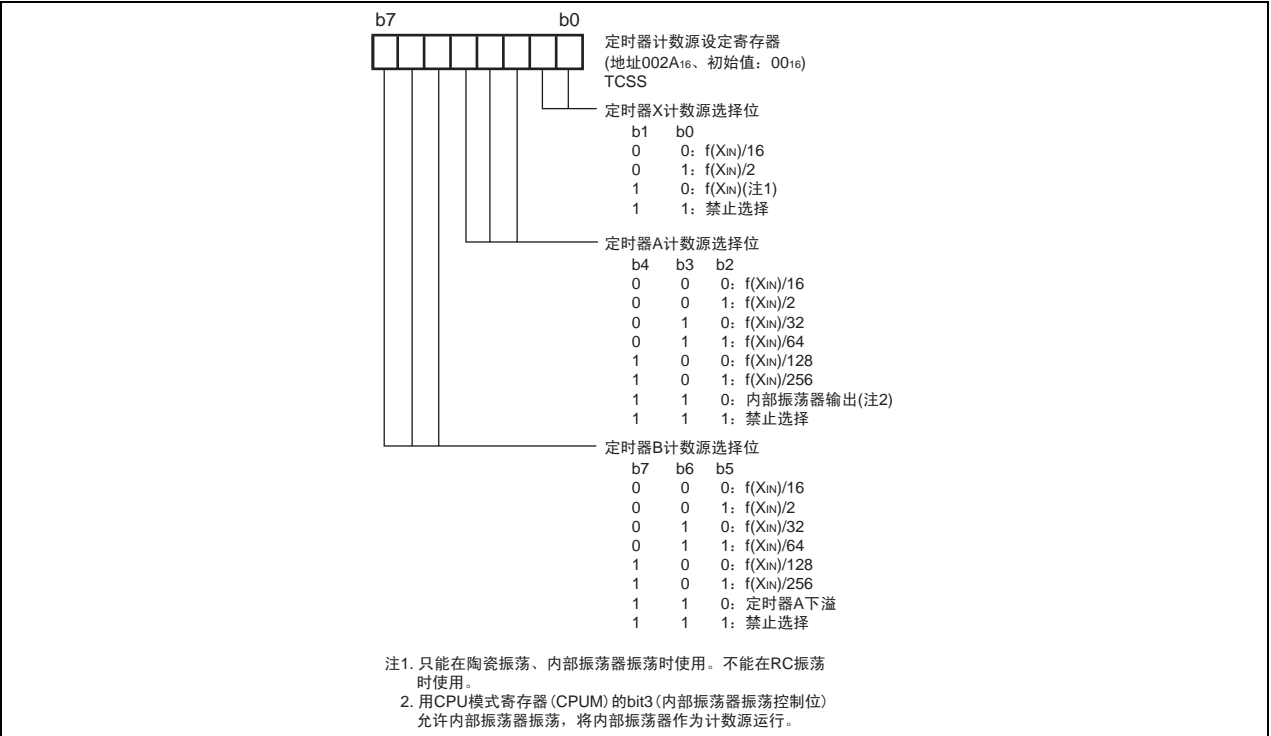 b7 b0
定时器计数源设定寄存器
(地址002A16、初始值：0016)
TCSS
定时器X计数源选择位
b1 b0
0 0：f(XIN)/16
0 1：f(XIN)/2
1 0：f(XIN)(注1)
1 1：禁止选择
定时器A计数源选择位
b4 b3 b2
0 0 0：f(XIN)/16
0 0 1：f(XIN)/2
0 1 0：f(XIN)/32
0 1 1：f(XIN)/64
1 0 0：f(XIN)/128
1 0 1：f(XIN)/256
1 1 0：内部振荡器输出(注2)
1 1 1：禁止选择
定时器B计数源选择位
b7 b6 b5
0 0 0：f(XIN)/16
0 0 1：f(XIN)/2
0 1 0：f(XIN)/32
0 1 1：f(XIN)/64
1 0 0：f(XIN)/128
1 0 1：f(XIN)/256
1 1 0：定时器A下溢
1 1 1：禁止选择
注1. 只能在陶瓷振荡、内部振荡器振荡时使用。不能在RC振荡
时使用。
2. 用CPU模式寄存器(CPUM)的bit3(内部振荡器振荡控制位)
允许内部振荡器振荡，将内部振荡器作为计数源运行。